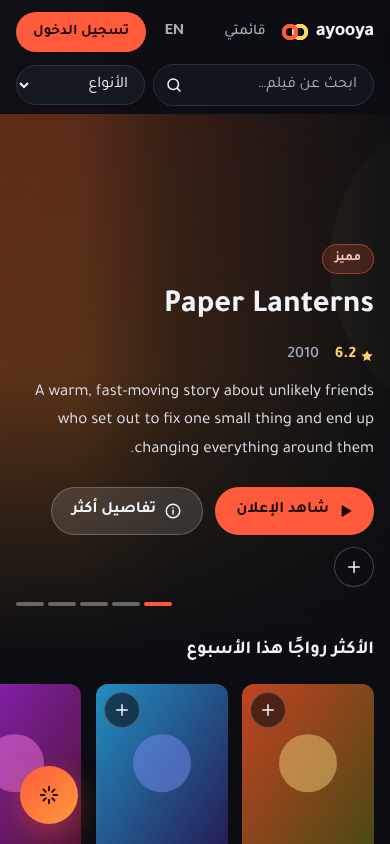 ayooya
قائمتي
EN
تسجيل الدخول
ابحث عن فيلم...
الأنواع
مميز
Paper Lanterns
6.2 2010
A warm, fast-moving story about unlikely friends
who set out to fix one small thing and end up
changing everything around them.
شاهد الإعلان
تفاصيل أكثر
الأكثر رواجًا هذا الأسبوع